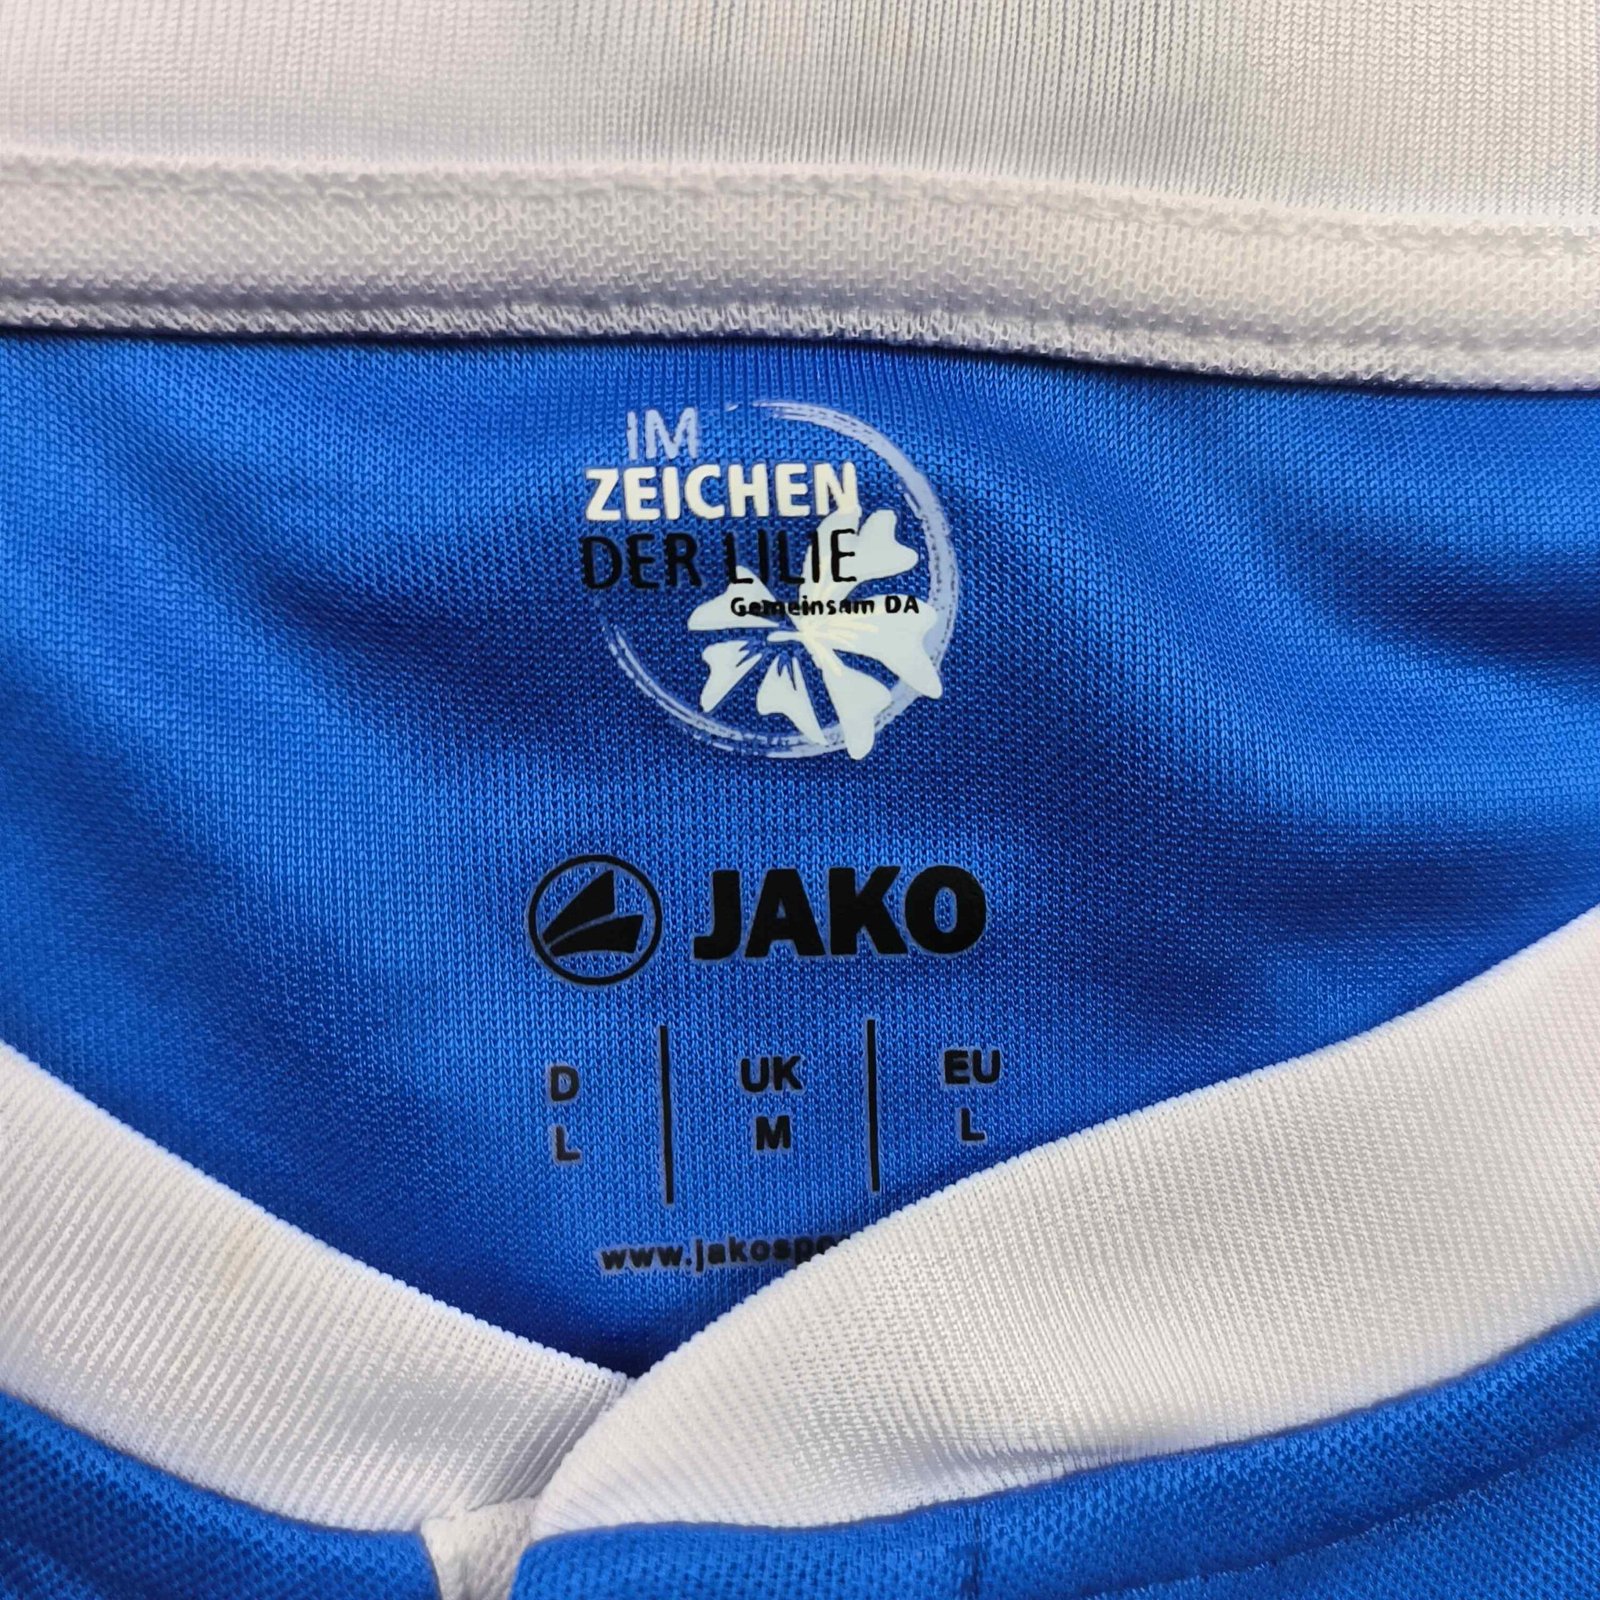 IM
ZEICHEN
DER LILIE
Gemeinsam DA
JAKO
D UK EU
L M L